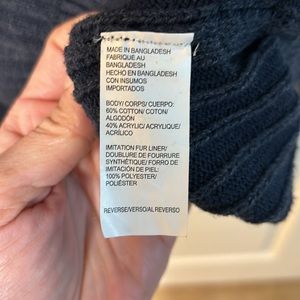 MADE IN BANGLADESH
FABRIQUE AU
BANGLADESH
HECHO EN BANGLADESH
CON INSUMOS
IMPORTADOS
BODY/ CORPS/ CUERPO:
60% COTTON/ COTON/
ALGODÓN
40% ACRYLIC/ ACRYLIQUE/
ACRÍLICO
IMITATION FUR LINER/
DOUBLURE DE FOURRURE
SYNTHÉTIQUE/ FORRO DE
IMITACIÓN DE PIEL:
100% POLYESTER/
POLIÉSTER
REVERSE/VERSO/AL REVERSO